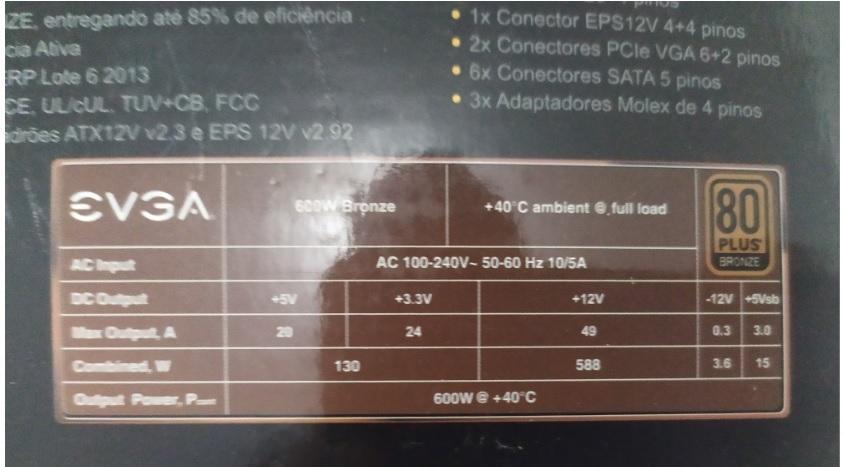 ZE, entregando até 85% de eficiência .
cia Ativa
ERP Lote 6 2013
CE, UL/cUL, TUV+CB, FCC
drões ATX12V v2.3 e EPS 12V v2.92
pinos
• 1x Conector EPS12V 4+4 pinos
• 2x Conectores PCIe VGA 6+2 pinos
• 6x Conectores SATA 5 pinos
• 3x Adaptadores Molex de 4 pinos
EVGA 600W Bronze +40°C ambient @ full load
80
PLUS
BRONZE
AC Input AC 100-240V~ 50-60 Hz 10/5A
DC Output +5V +3.3V +12V -12V +5Vsb
Max Output, A 20 24 49 0.3 3.0
Combined, W 130 588 3.6 15
Output Power, Pcont 600W @ +40°C